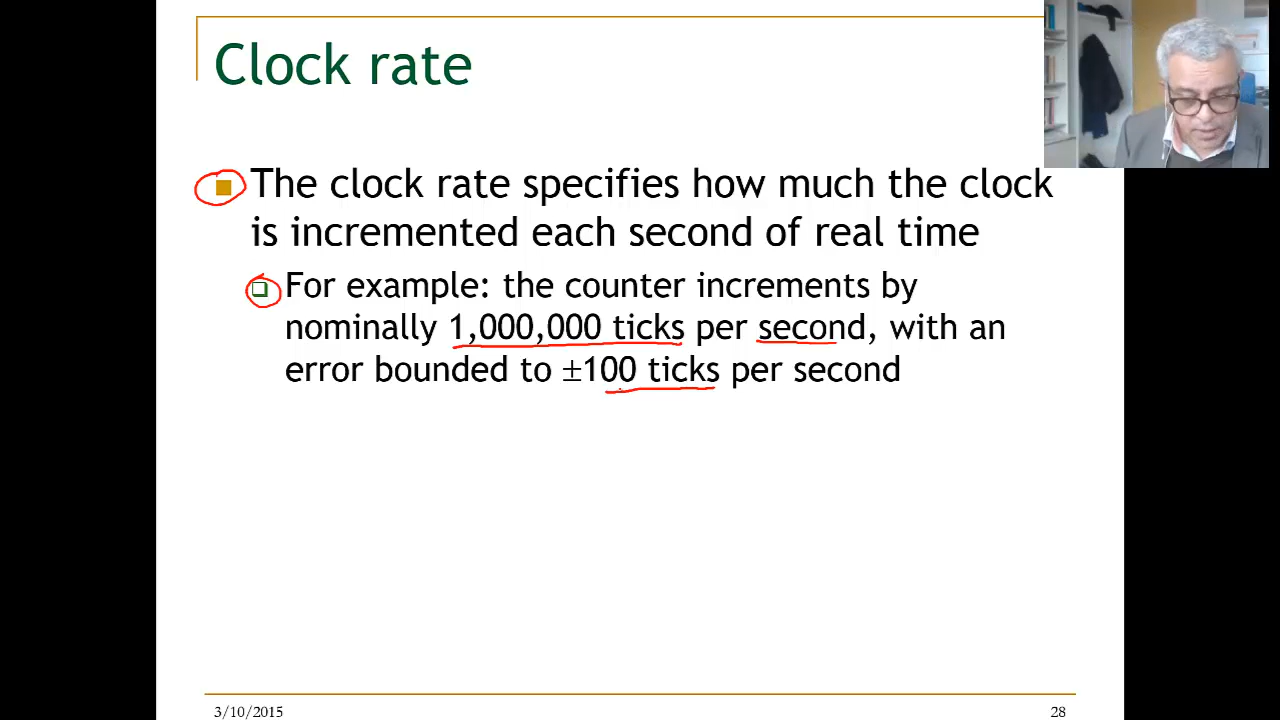 Clock rate
The clock rate specifies how much the clock
is incremented each second of real time
For example: the counter increments by
nominally 1,000,000 ticks per second, with an
error bounded to ±100 ticks per second
3/10/2015
28